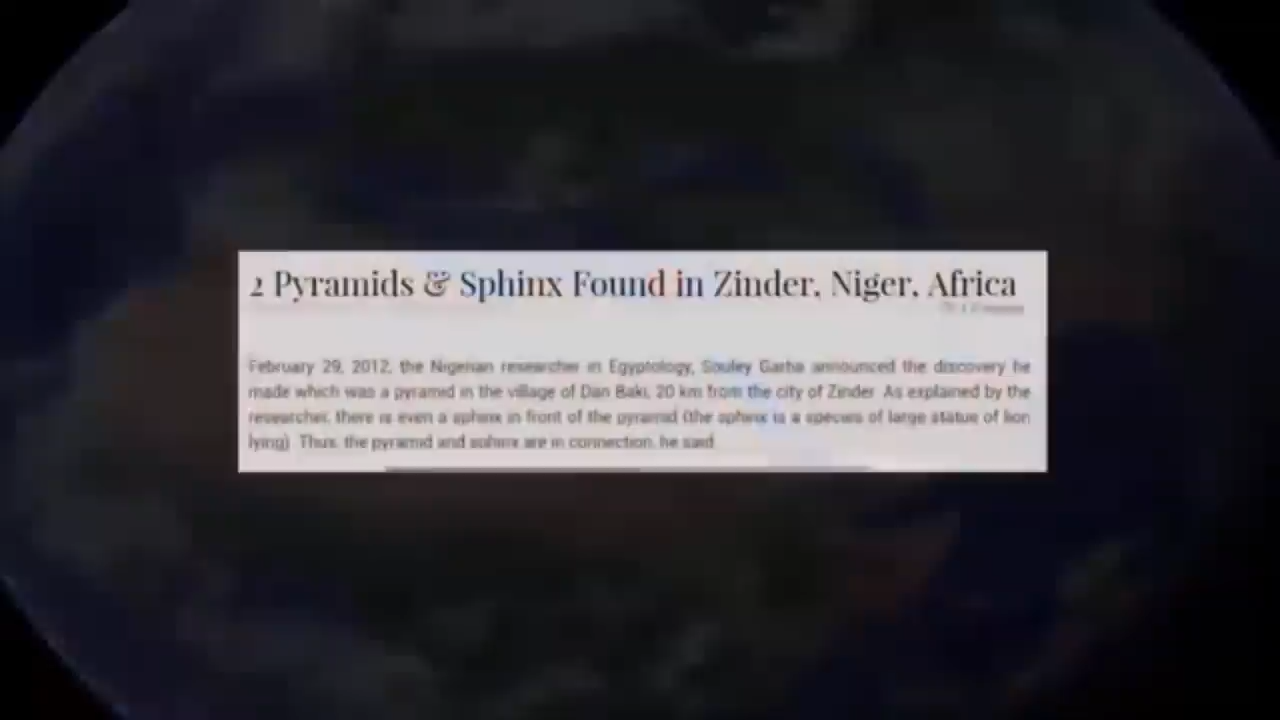 2 Pyramids & Sphinx Found in Zinder, Niger, Africa
February 29, 2012, the Nigerian researcher in Egyptology, Souley Garba announced the discovery he
made which was a pyramid in the village of Dan Baki, 20 km from the city of Zinder. As explained by the
researcher, there is even a sphinx in front of the pyramid (the sphinx is a species of large statue of lion
lying). Thus, the pyramid and sphinx are in connection, he said.